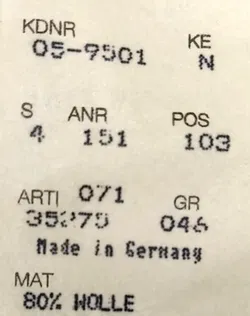 KDNR KE
05-9501 N
S ANR POS
4 151 103
ARTI 071 GR
35275 046
Made in Germany
MAT
80% WOLLE